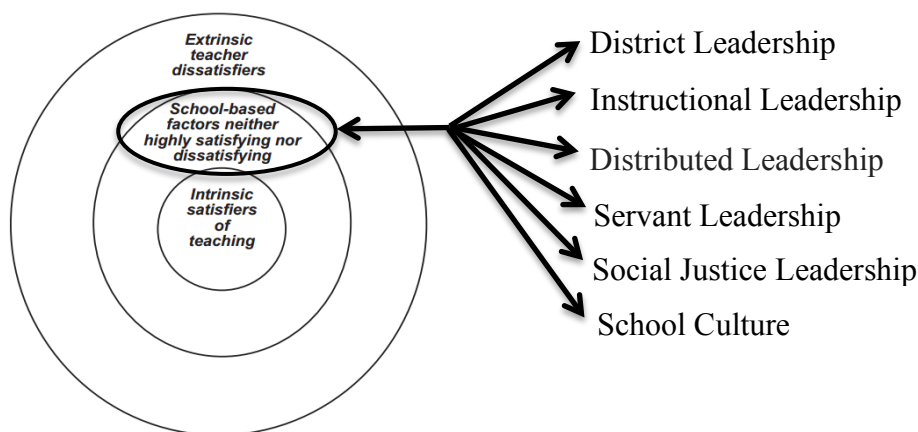 Extrinsic
teacher
dissatisfiers
School-based
factors neither
highly satisfying nor
dissatisfying
Intrinsic
satisfiers
of
teaching
District Leadership
Instructional Leadership
Distributed Leadership
Servant Leadership
Social Justice Leadership
School Culture